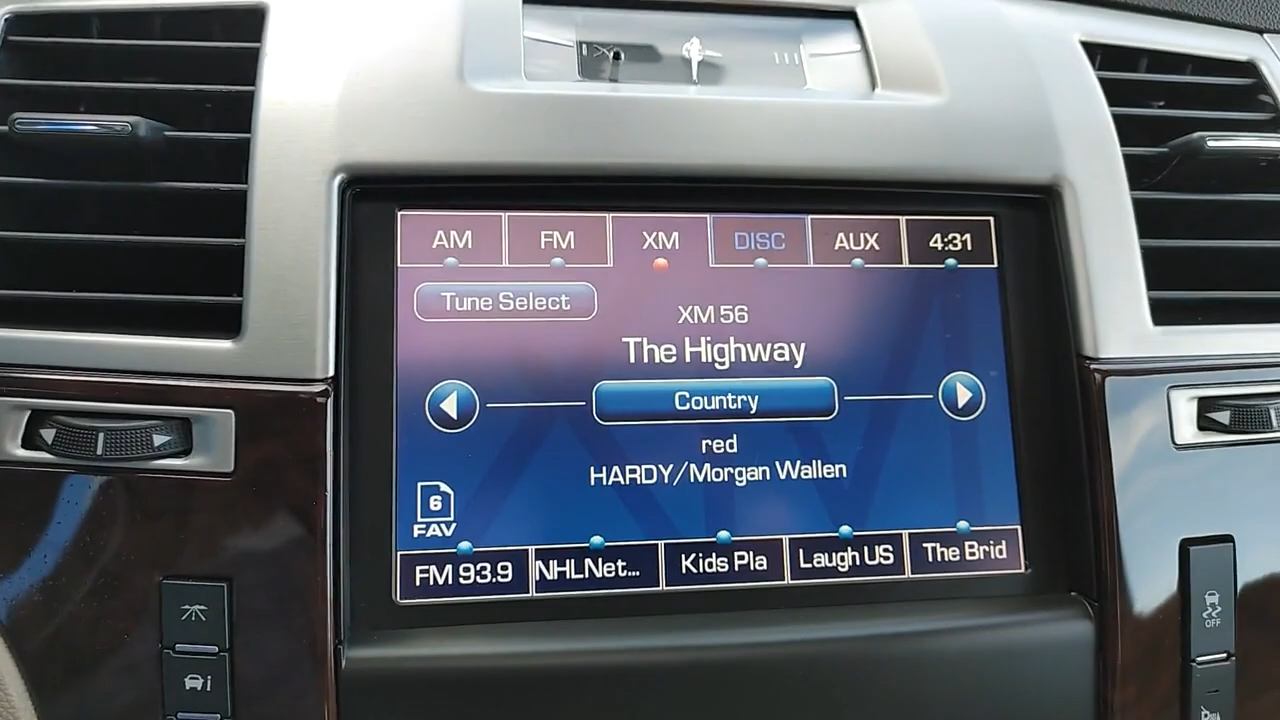 AM FM XM DISC AUX 4:31
Tune Select
XM 56
The Highway
Country
red
HARDY/Morgan Wallen
6
FAV
FM 93.9 NHLNet... Kids Pla Laugh US The Brid
i
OFF